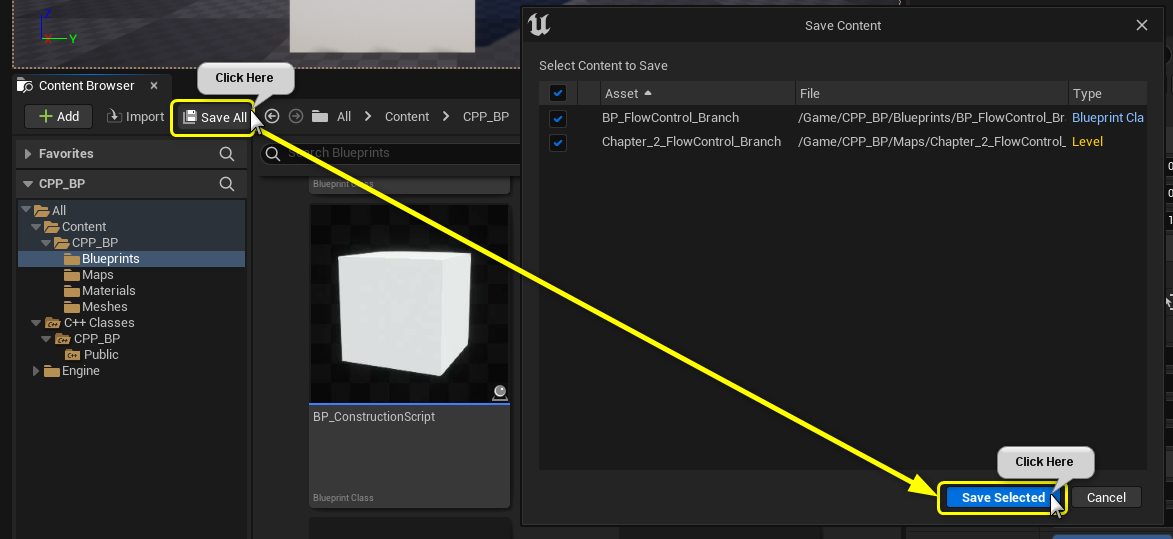 Z
X
Y
Content Browser
Click Here
+ Add
Import
Save All
All
Content
CPP_BP
Favorites
Search Blueprints
CPP_BP
Blueprint Class
All
Content
CPP_BP
Blueprints
Maps
Materials
Meshes
C++ Classes
CPP_BP
Public
Engine
BP_ConstructionScript
Blueprint Class
Save Content
Select Content to Save
Asset File Type
BP_FlowControl_Branch /Game/CPP_BP/Blueprints/BP_FlowControl_Br Blueprint Cla
Chapter_2_FlowControl_Branch /Game/CPP_BP/Maps/Chapter_2_FlowControl_ Level
Click Here
Save Selected
Cancel